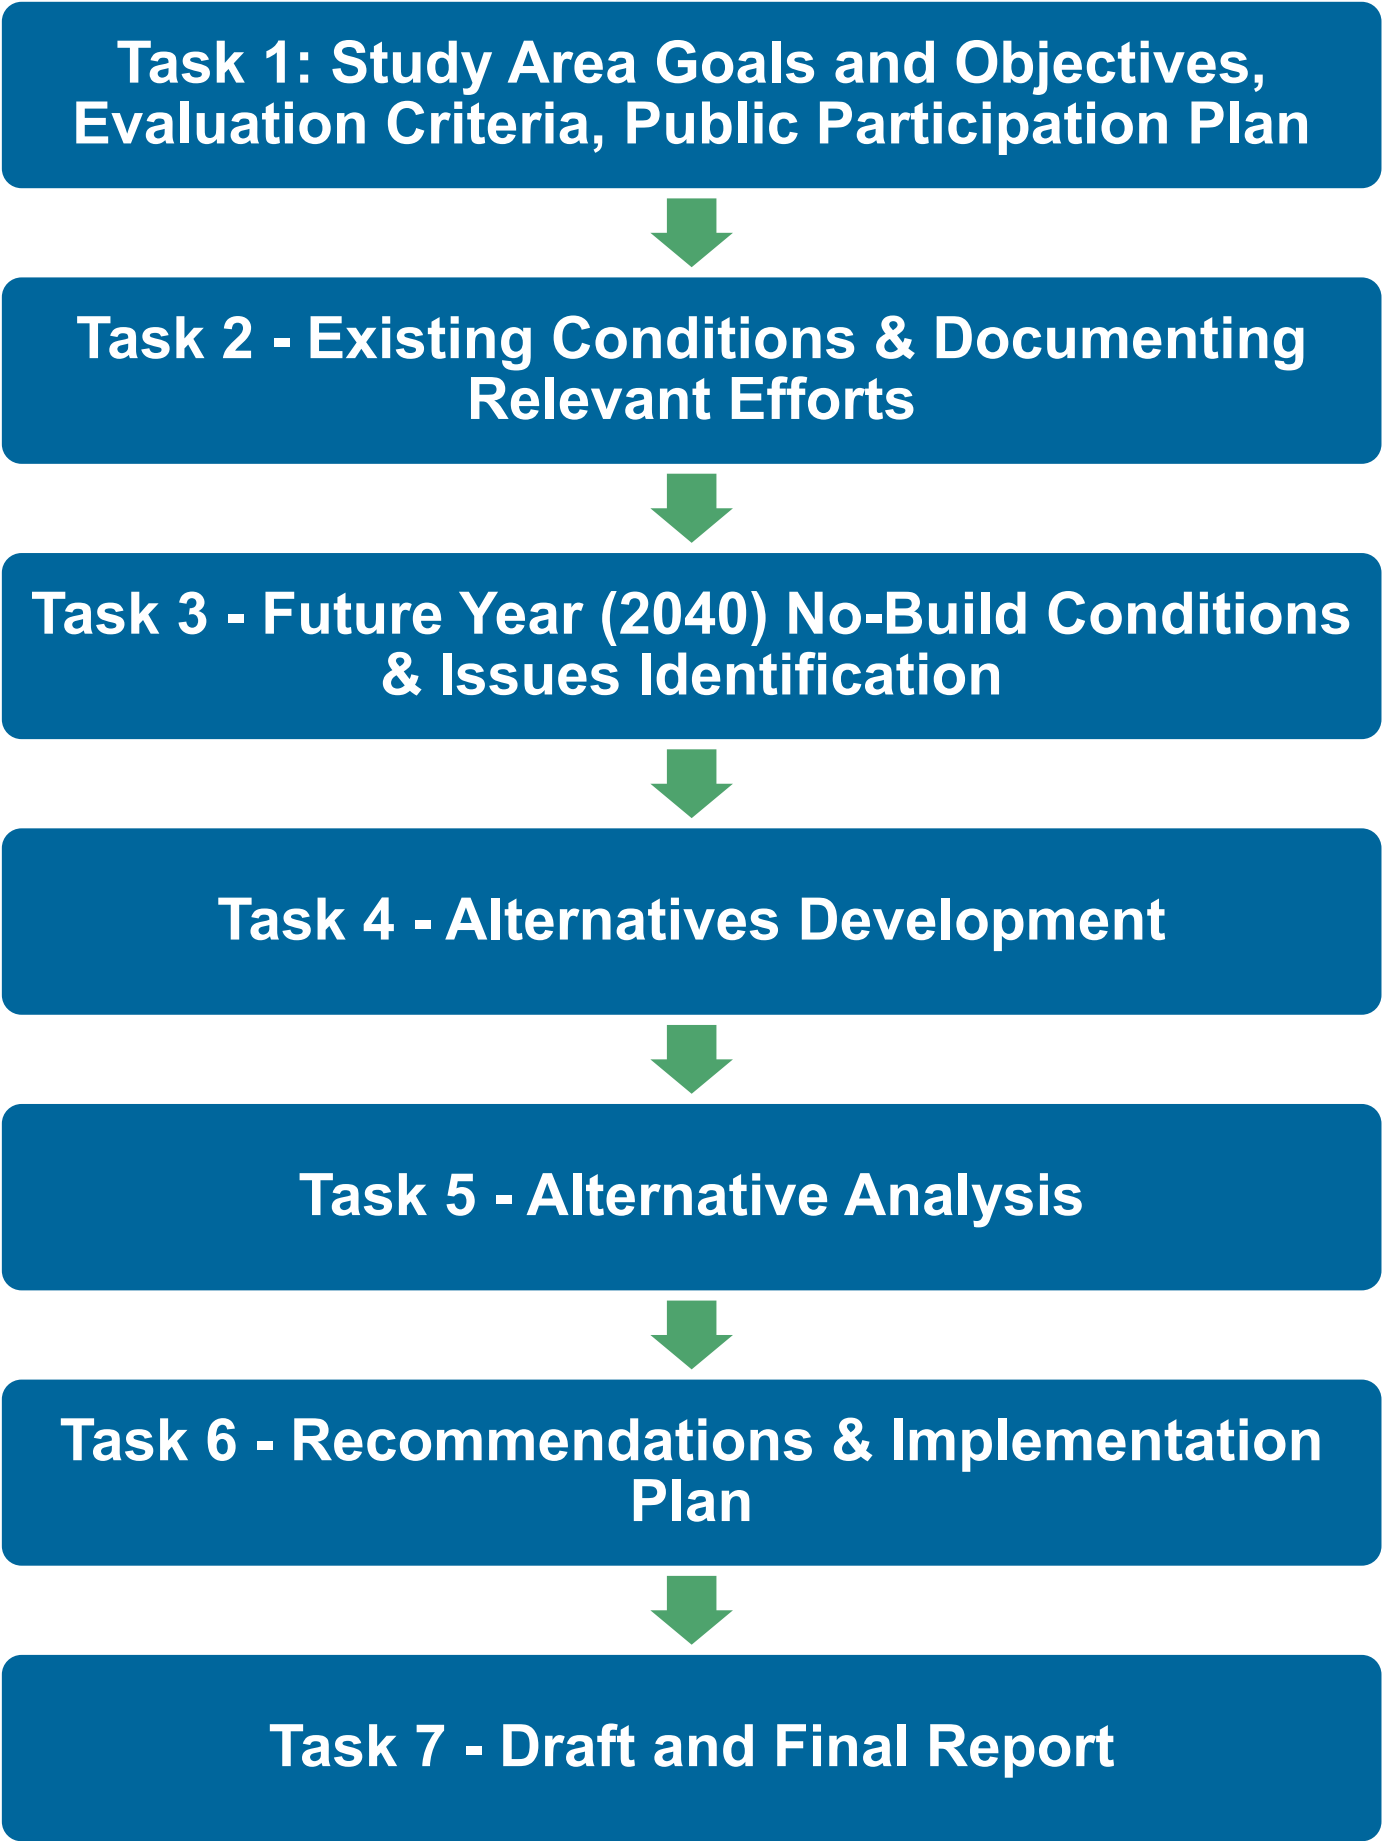 Task 1: Study Area Goals and Objectives,
Evaluation Criteria, Public Participation Plan
Task 2 - Existing Conditions & Documenting
Relevant Efforts
Task 3 - Future Year (2040) No-Build Conditions
& Issues Identification
Task 4 - Alternatives Development
Task 5 - Alternative Analysis
Task 6 - Recommendations & Implementation
Plan
Task 7 - Draft and Final Report